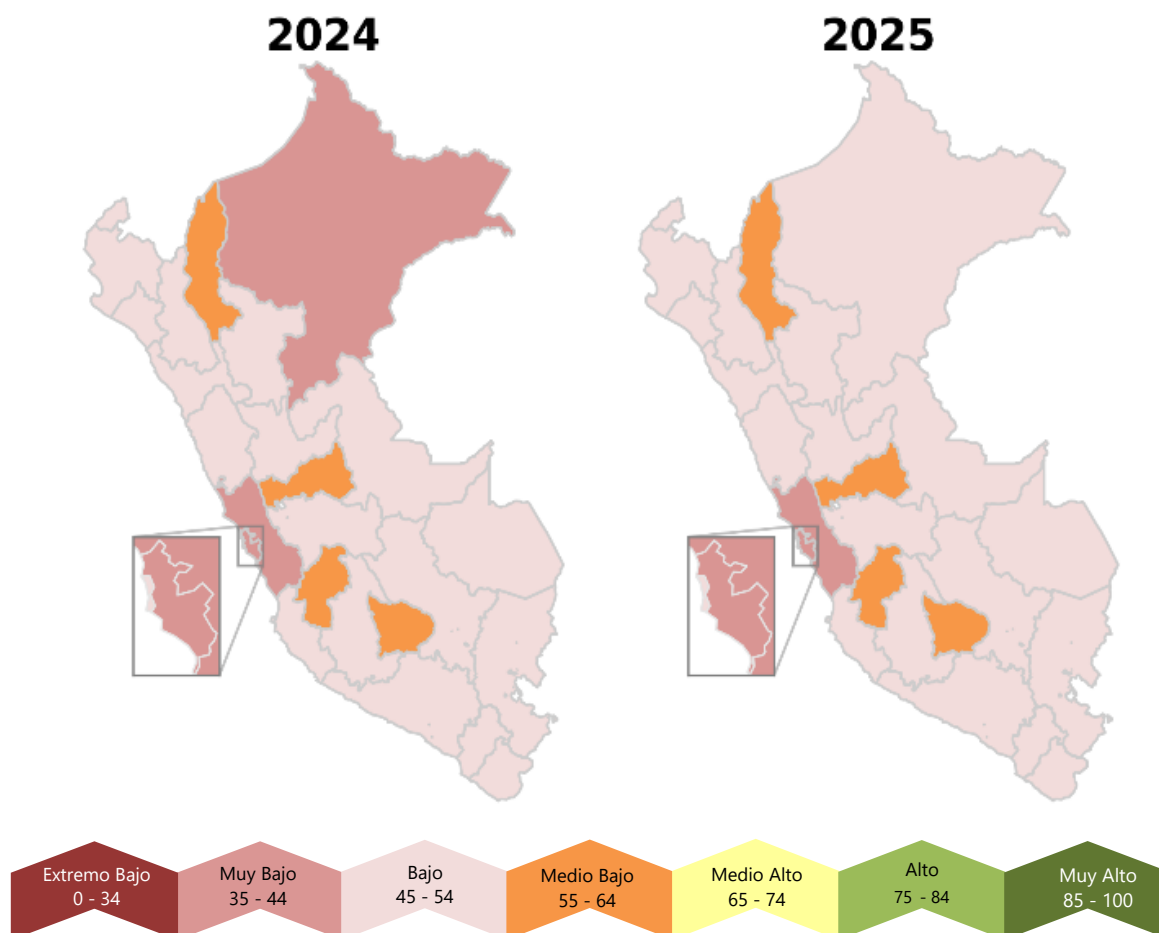 2024
2025
Extremo Bajo
0 - 34
Muy Bajo
35 - 44
Bajo
45 - 54
Medio Bajo
55 - 64
Medio Alto
65 - 74
Alto
75 - 84
Muy Alto
85 - 100